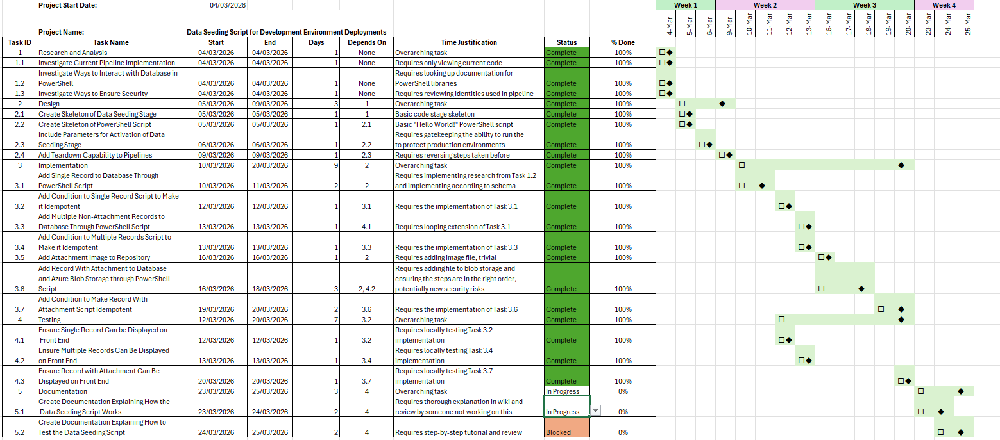 Project Start Date: 04/03/2026 Week 1 Week 2 Week 3 Week 4
4-Mar 5-Mar 6-Mar 9-Mar 10-Mar 11-Mar 12-Mar 13-Mar 16-Mar 17-Mar 18-Mar 19-Mar 20-Mar 23-Mar 24-Mar 25-Mar
Project Name: Data Seeding Script for Development Environment Deployments
Task ID Task Name Start End Days Depends On Time Justification Status % Done
1 Research and Analysis 04/03/2026 04/03/2026 1 None Overarching task Complete 100%
1.1 Investigate Current Pipeline Implementation 04/03/2026 04/03/2026 1 None Requires only viewing current code Complete 100%
Investigate Ways to Interact with Database in Requires looking up documentation for
1.2 PowerShell 04/03/2026 04/03/2026 1 None PowerShell libraries Complete 100%
1.3 Investigate Ways to Ensure Security 04/03/2026 04/03/2026 1 None Requires reviewing identities used in pipeline Complete 100%
2 Design 05/03/2026 09/03/2026 3 1 Overarching task Complete 100%
2.1 Create Skeleton of Data Seeding Stage 05/03/2026 05/03/2026 1 1 Basic code stage skeleton Complete 100%
2.2 Create Skeleton of PowerShell Script 05/03/2026 05/03/2026 1 2.1 Basic "Hello World!" PowerShell script Complete 100%
Include Parameters for Activation of Data Requires gatekeeping the ability to run the
2.3 Seeding Stage 06/03/2026 06/03/2026 1 2.2 to protect production environments Complete 100%
2.4 Add Teardown Capability to Pipelines 09/03/2026 09/03/2026 1 2.3 Requires reversing steps taken before Complete 100%
3 Implementation 10/03/2026 20/03/2026 9 2 Overarching task Complete 100%
Add Single Record to Database Through Requires implementing research from Task 1.2
3.1 PowerShell Script 10/03/2026 11/03/2026 2 2 and implementing according to schema Complete 100%
Add Condition to Single Record Script to Make
3.2 it Idempotent 12/03/2026 12/03/2026 1 3.1 Requires the implementation of Task 3.1 Complete 100%
Add Multiple Non-Attachment Records to
3.3 Database Through PowerShell Script 13/03/2026 13/03/2026 1 4.1 Requires looping extension of Task 3.1 Complete 100%
Add Condition to Multiple Records Script to
3.4 Make it Idempotent 13/03/2026 13/03/2026 1 3.3 Requires the implementation of Task 3.3 Complete 100%
3.5 Add Attachment Image to Repository 16/03/2026 16/03/2026 1 2 Requires adding image file, trivial Complete 100%
Add Record With Attachment to Database Requires adding file to blob storage and
and Azure Blob Storage through PowerShell ensuring the steps are in the right order,
3.6 Script 16/03/2026 18/03/2026 3 2, 4.2 potentially new security risks Complete 100%
Add Condition to Make Record With
3.7 Attachment Script Idempotent 19/03/2026 20/03/2026 2 3.6 Requires the implementation of Task 3.6 Complete 100%
4 Testing 12/03/2026 20/03/2026 7 3.2 Overarching task Complete 100%
Ensure Single Record Can be Displayed on Requires locally testing Task 3.2
4.1 Front End 12/03/2026 12/03/2026 1 3.2 implementation Complete 100%
Ensure Multiple Records Can Be Displayed Requires locally testing Task 3.4
4.2 on Front End 13/03/2026 13/03/2026 1 3.4 implementation Complete 100%
Ensure Record with Attachment Can Be Requires locally testing Task 3.7
4.3 Displayed on Front End 20/03/2026 20/03/2026 1 3.7 implementation Complete 100%
5 Documentation 23/03/2026 25/03/2026 3 4 Overarching task In Progress 0%
Create Documentation Explaining How the Requires thorough explanation in wiki and
5.1 Data Seeding Script Works 23/03/2026 24/03/2026 2 4 review by someone not working on this In Progress 0%
Create Documentation Explaining How to
5.2 Test the Data Seeding Script 24/03/2026 25/03/2026 2 4 Requires step-by-step tutorial and review Blocked 0%